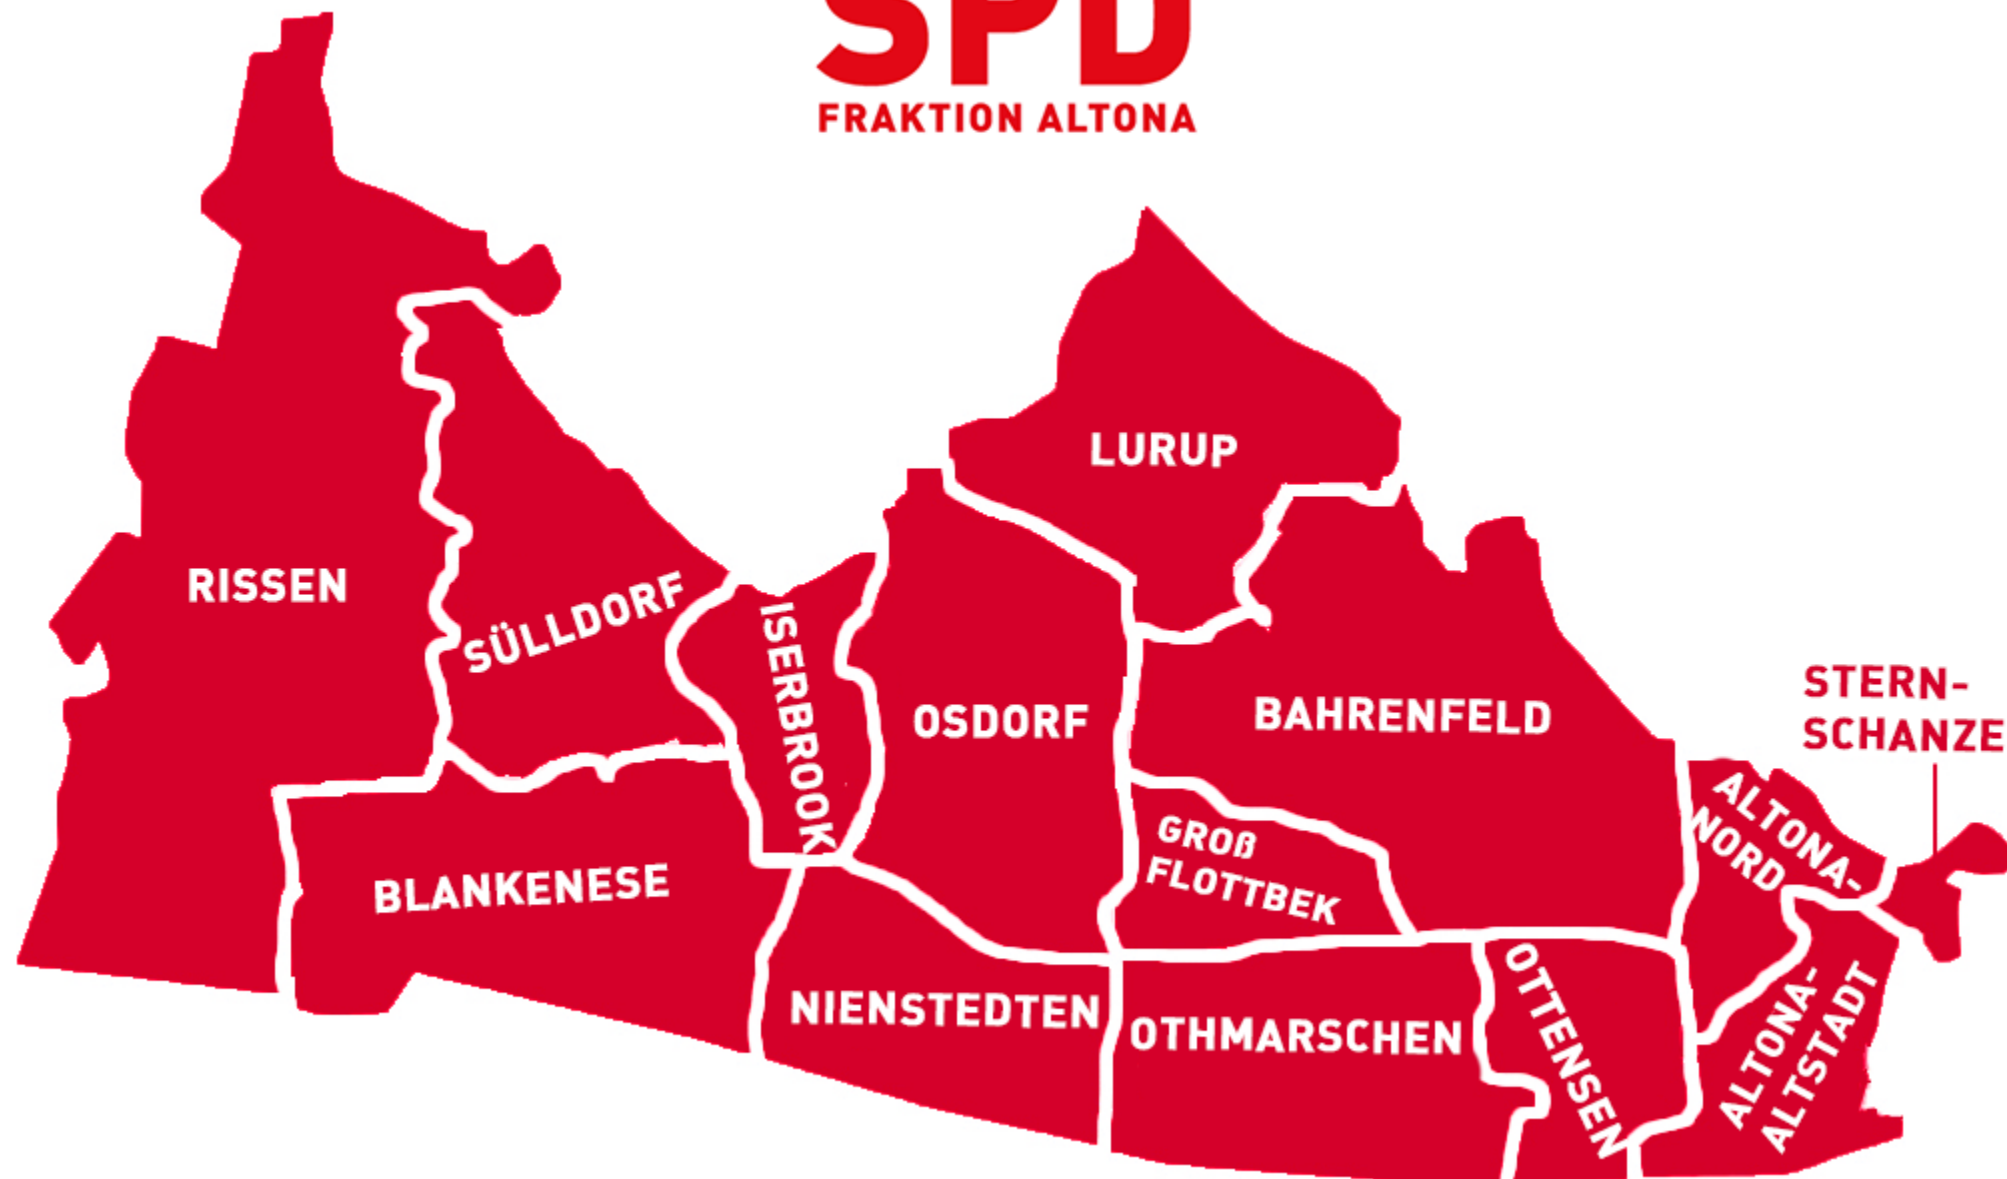 SPD
FRAKTION ALTONA
LURUP
RISSEN
SÜLLDORF
ISERBROOK
OSDORF
BAHRENFELD
STERN-
SCHANZE
ALTONA-
NORD
GROß
FLOTTBEK
BLANKENESE
NIENSTEDTEN
OTHMARSCHEN
OTTENSEN
ALTONA-
ALTSTADT